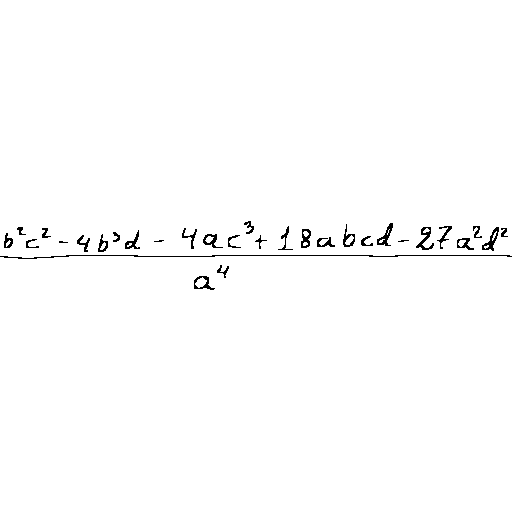 b²c² - 4b³d - 4ac³ + 18abcd - 27a²d²
a⁴